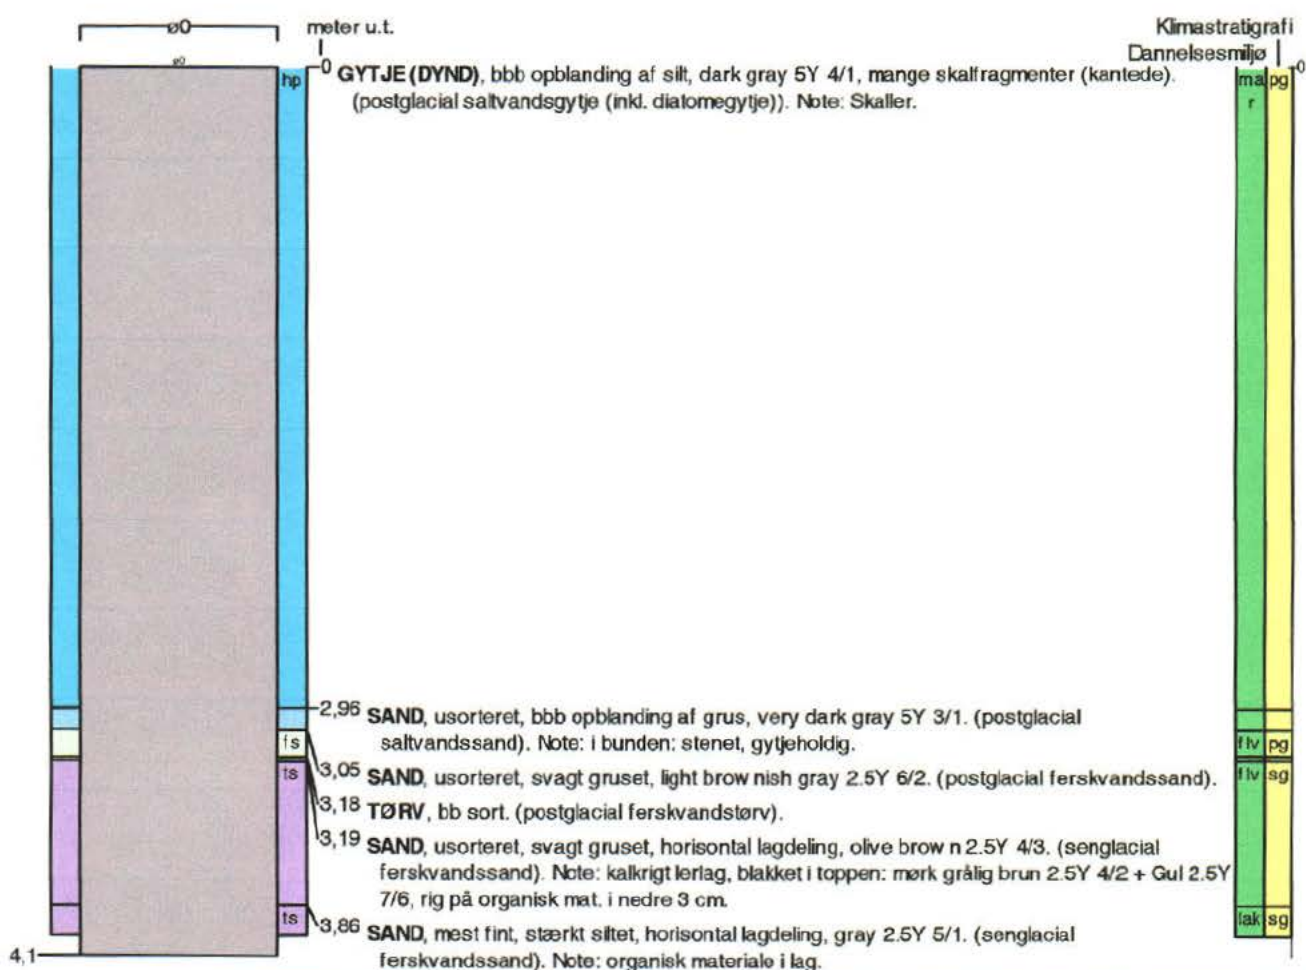 ø0
meter u.t.
Klimastratigrafi
Dannelsesmiljø
ø0
0
0
hp
mar
pg
GYTJE (DYND), bbb opblanding af silt, dark gray 5Y 4/1, mange skalfragmenter (kantede).
(postglacial saltvandsgytje (inkl. diatomegytje)). Note: Skaller.
2,96 SAND, usorteret, bbb opblanding af grus, very dark gray 5Y 3/1. (postglacial
saltvandssand). Note: i bunden: stenet, gytjeholdig.
fs
flv
pg
3,05 SAND, usorteret, svagt gruset, light brownish gray 2.5Y 6/2. (postglacial ferskvandssand).
ts
flv
sg
3,18 TØRV, bb sort. (postglacial ferskvandstørv).
3,19 SAND, usorteret, svagt gruset, horisontal lagdeling, olive brown 2.5Y 4/3. (senglacial
ferskvandssand). Note: kalkrigt lerlag, blakket i toppen: mørk grålig brun 2.5Y 4/2 + Gul 2.5Y
7/6, rig på organisk mat. i nedre 3 cm.
ts
lak
sg
3,86 SAND, mest fint, stærkt siltet, horisontal lagdeling, gray 2.5Y 5/1. (senglacial
ferskvandssand). Note: organisk materiale i lag.
4,1